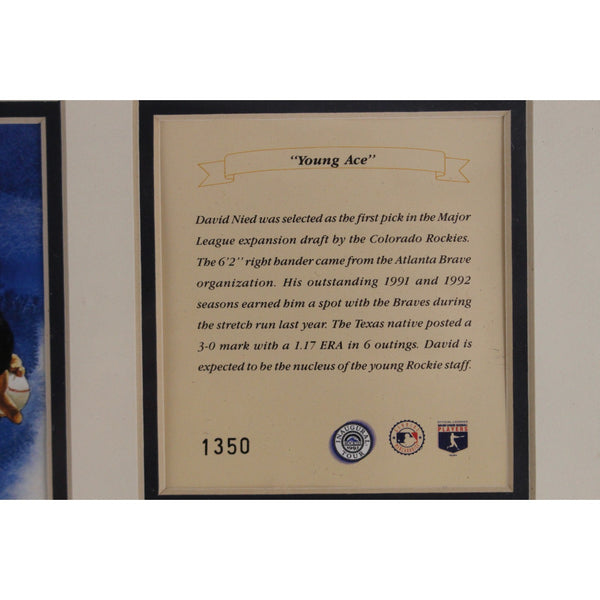 "Young Ace"
David Nied was selected as the first pick in the Major
League expansion draft by the Colorado Rockies.
The 6'2'' right hander came from the Atlanta Brave
organization. His outstanding 1991 and 1992
seasons earned him a spot with the Braves during
the stretch run last year. The Texas native posted a
3-0 mark with a 1.17 ERA in 6 outings. David is
expected to be the nucleus of the young Rockie staff.
1350
INAUGURAL
TOUR
PLAYERS